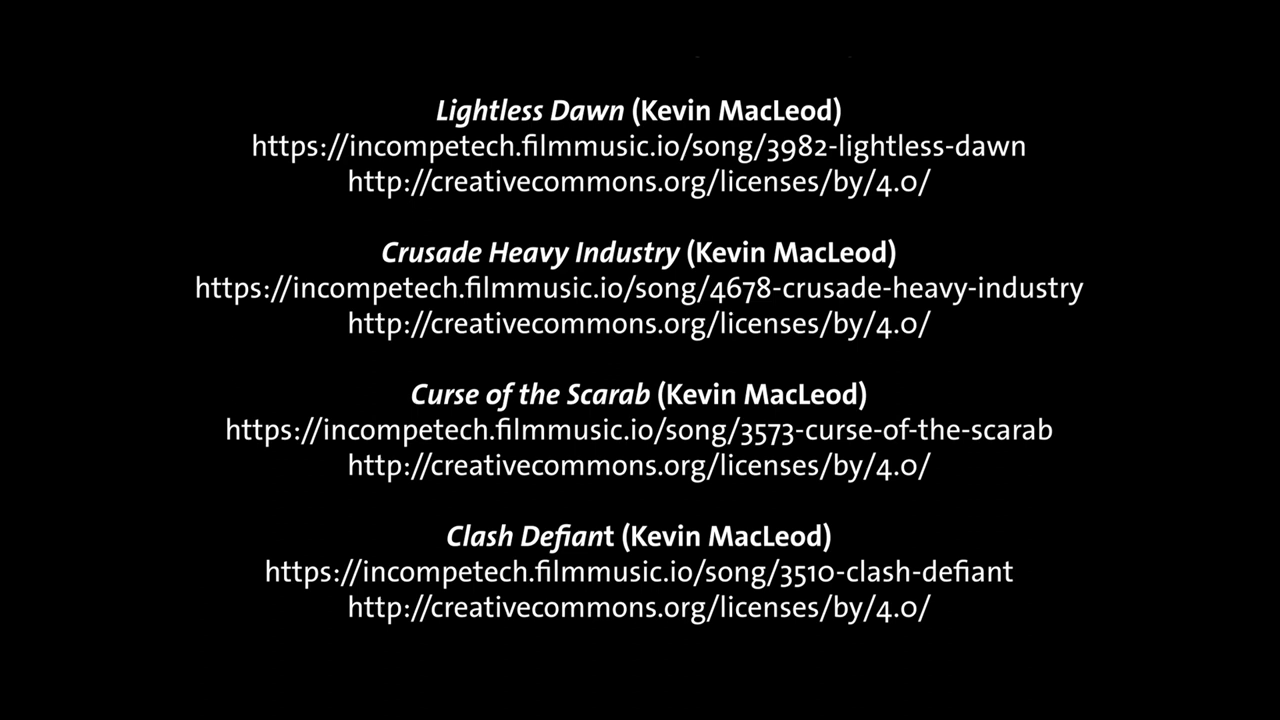 Lightless Dawn (Kevin MacLeod)
https://incompetech.filmmusic.io/song/3982-lightless-dawn
http://creativecommons.org/licenses/by/4.0/
Crusade Heavy Industry (Kevin MacLeod)
https://incompetech.filmmusic.io/song/4678-crusade-heavy-industry
http://creativecommons.org/licenses/by/4.0/
Curse of the Scarab (Kevin MacLeod)
https://incompetech.filmmusic.io/song/3573-curse-of-the-scarab
http://creativecommons.org/licenses/by/4.0/
Clash Defiant (Kevin MacLeod)
https://incompetech.filmmusic.io/song/3510-clash-defiant
http://creativecommons.org/licenses/by/4.0/